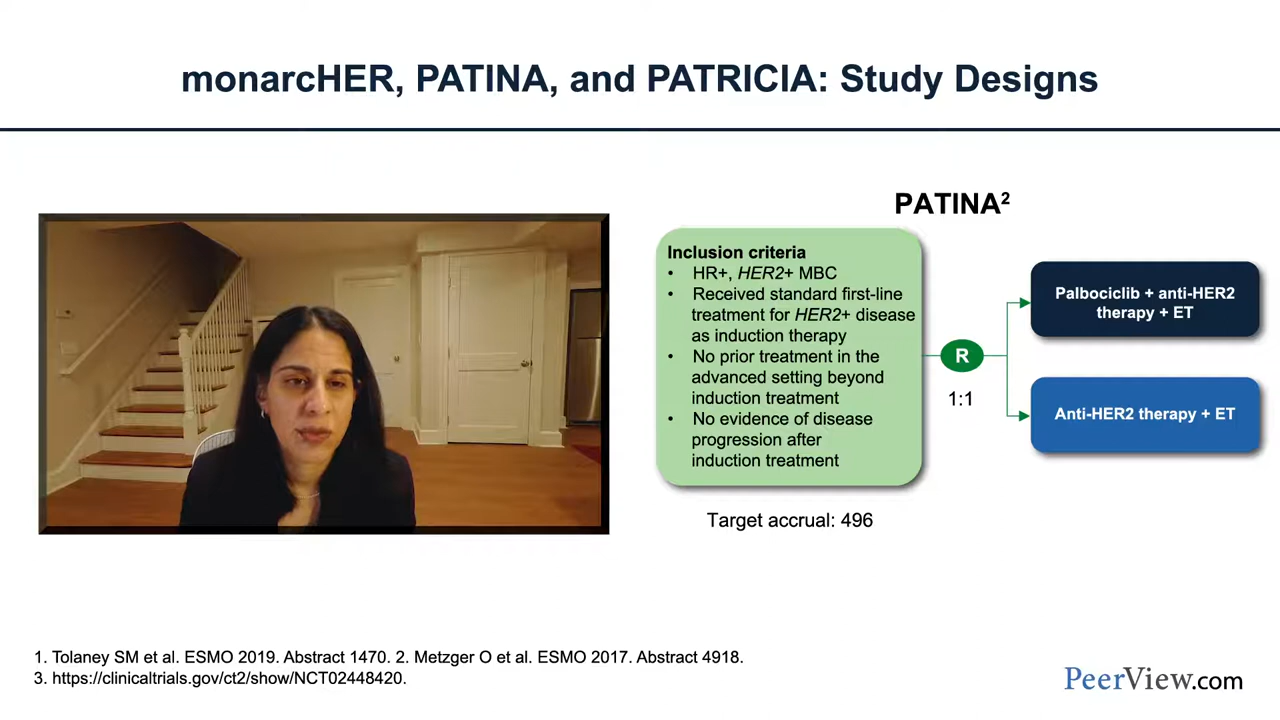 monarcHER, PATINA, and PATRICIA: Study Designs
PATINA²
Inclusion criteria
• HR+, HER2+ MBC
• Received standard first-line
treatment for HER2+ disease
as induction therapy
• No prior treatment in the
advanced setting beyond
induction treatment
• No evidence of disease
progression after
induction treatment
Target accrual: 496
R
1:1
Palbociclib + anti-HER2
therapy + ET
Anti-HER2 therapy + ET
1. Tolaney SM et al. ESMO 2019. Abstract 1470. 2. Metzger O et al. ESMO 2017. Abstract 4918.
3. https://clinicaltrials.gov/ct2/show/NCT02448420.
PeerView.com